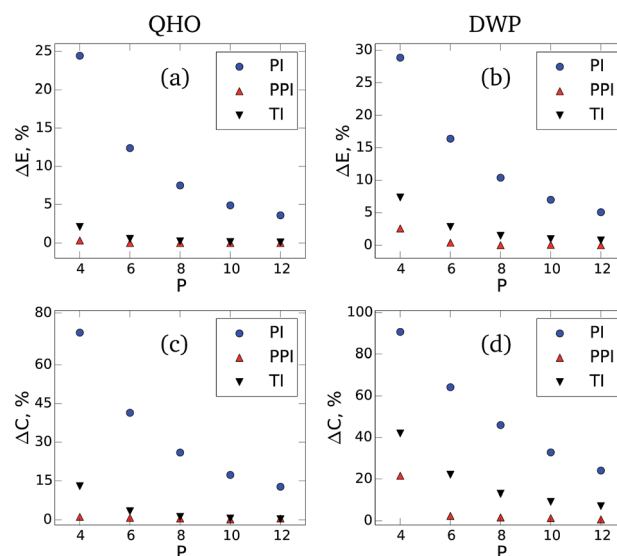 QHO
DWP
25
20
15
10
5
0
ΔE, %
(a)
PI
PPI
TI
4 6 8 10 12
P
30
25
20
15
10
5
0
ΔE, %
(b)
PI
PPI
TI
4 6 8 10 12
P
80
60
45
30
15
0
ΔC, %
(c)
PI
PPI
TI
4 6 8 10 12
P
100
80
60
40
20
0
ΔC, %
(d)
PI
PPI
TI
4 6 8 10 12
P